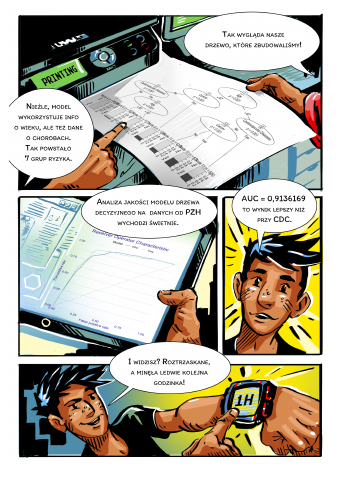 Tak wygląda nasze
drzewo, które zbudowaliśmy!
PRINTING
Nieźle, model
wykorzystuje info
o wieku, ale też dane
o chorobach.
Tak powstało
7 grup ryzyka.
Analiza jakości modelu drzewa
decyzyjnego na danych od PZH
wychodzi świetnie.
Receiver Operator Characteristic
AUC = 0,9136169
to wynik lepszy niż
przy CDC.
I widzisz? Roztrzaskane,
a minęła ledwie kolejna
godzinka!
1H